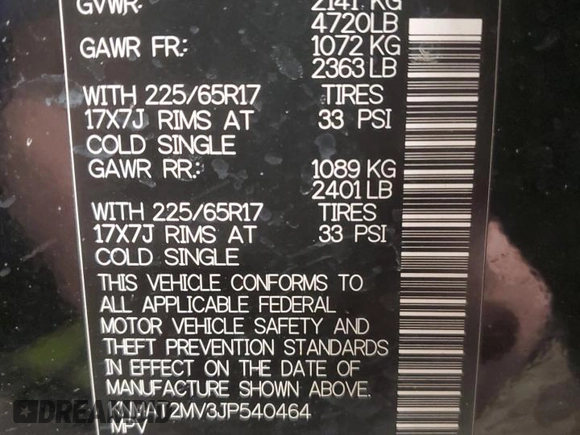 GVWR: 2141 KG
4720LB
GAWR FR: 1072 KG
2363 LB
WITH 225/65R17 TIRES
17X7J RIMS AT 33 PSI
COLD SINGLE
GAWR RR: 1089 KG
2401 LB
WITH 225/65R17 TIRES
17X7J RIMS AT 33 PSI
COLD SINGLE
THIS VEHICLE CONFORMS TO
ALL APPLICABLE FEDERAL
MOTOR VEHICLE SAFETY AND
THEFT PREVENTION STANDARDS
IN EFFECT ON THE DATE OF
MANUFACTURE SHOWN ABOVE.
KNMAT2MV3JP540464
MPV